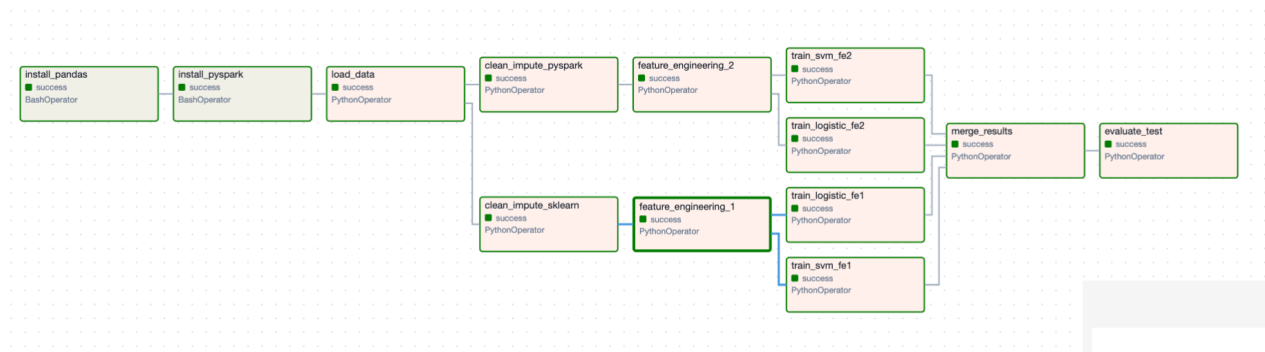 install_pandas
success
BashOperator
install_pyspark
success
BashOperator
load_data
success
PythonOperator
clean_impute_pyspark
success
PythonOperator
feature_engineering_2
success
PythonOperator
train_svm_fe2
success
PythonOperator
train_logistic_fe2
success
PythonOperator
clean_impute_sklearn
success
PythonOperator
feature_engineering_1
success
PythonOperator
train_logistic_fe1
success
PythonOperator
train_svm_fe1
success
PythonOperator
merge_results
success
PythonOperator
evaluate_test
success
PythonOperator